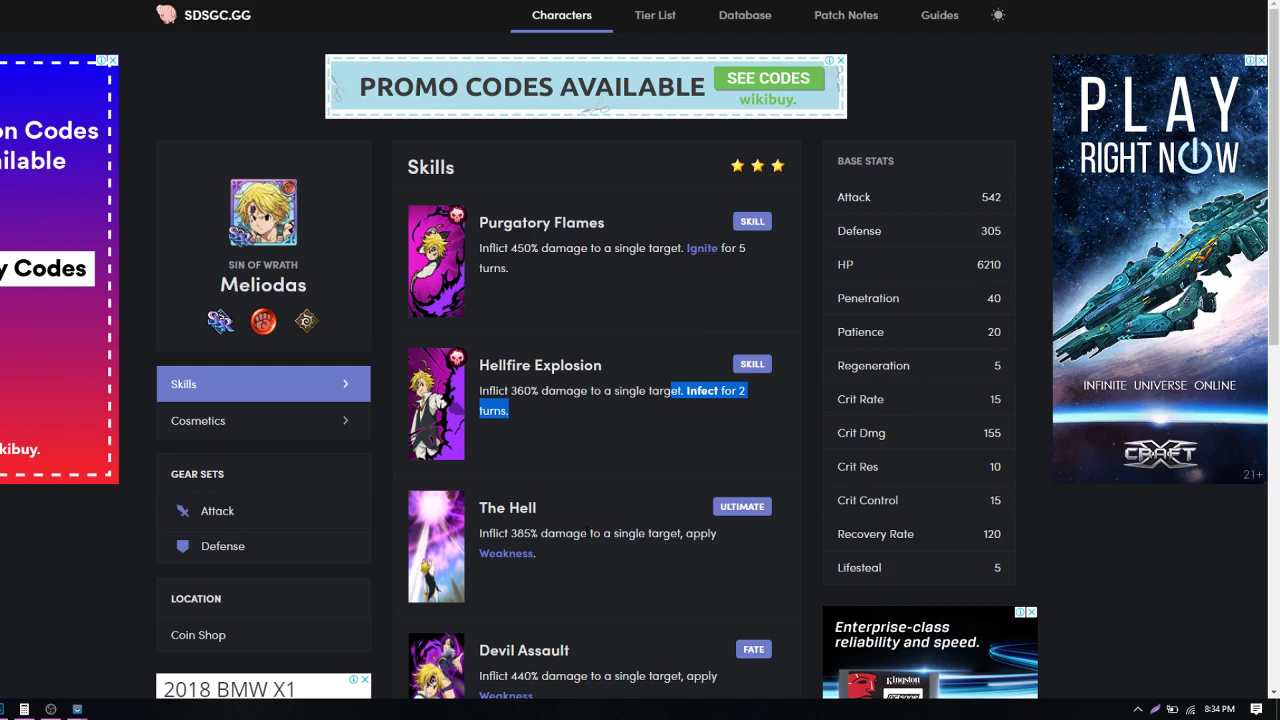 SDSGC.GG
Characters
Tier List
Database
Patch Notes
Guides
on Codes
ailable
y Codes
kibuy.
PROMO CODES AVAILABLE
SEE CODES
wikibuy.
PLAY
RIGHT NOW
INFINITE UNIVERSE ONLINE
CRAFT
21+
SIN OF WRATH
Meliodas
Skills
Cosmetics
GEAR SETS
Attack
Defense
LOCATION
Coin Shop
2018 BMW X1
Skills
Purgatory Flames
SKILL
Inflict 450% damage to a single target. Ignite for 5
turns.
Hellfire Explosion
SKILL
Inflict 360% damage to a single target. Infect for 2
turns.
The Hell
ULTIMATE
Inflict 385% damage to a single target, apply
Weakness.
Devil Assault
FATE
Inflict 440% damage to a single target, apply
Weakness
BASE STATS
Attack 542
Defense 305
HP 6210
Penetration 40
Patience 20
Regeneration 5
Crit Rate 15
Crit Dmg 155
Crit Res 10
Crit Control 15
Recovery Rate 120
Lifesteal 5
Enterprise-class
reliability and speed.
Kingston
8:34 PM